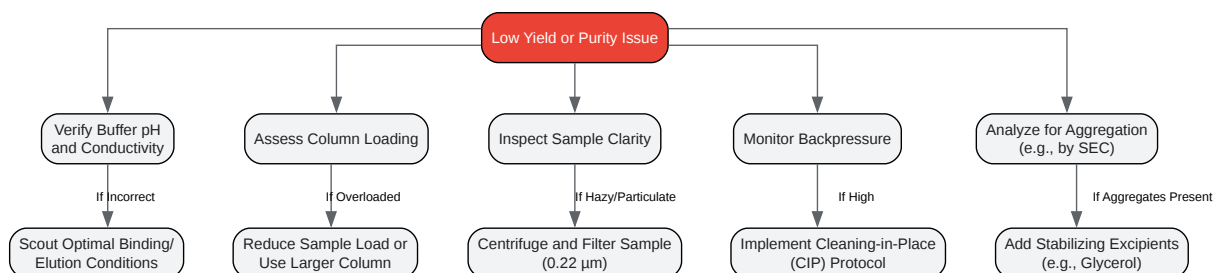 Low Yield or Purity Issue
Verify Buffer pH
and Conductivity
Assess Column Loading
Inspect Sample Clarity
Monitor Backpressure
Analyze for Aggregation
(e.g., by SEC)
If Incorrect
If Overloaded
If Hazy/Particulate
If High
If Aggregates Present
Scout Optimal Binding/
Elution Conditions
Reduce Sample Load or
Use Larger Column
Centrifuge and Filter Sample
(0.22 µm)
Implement Cleaning-in-Place
(CIP) Protocol
Add Stabilizing Excipients
(e.g., Glycerol)